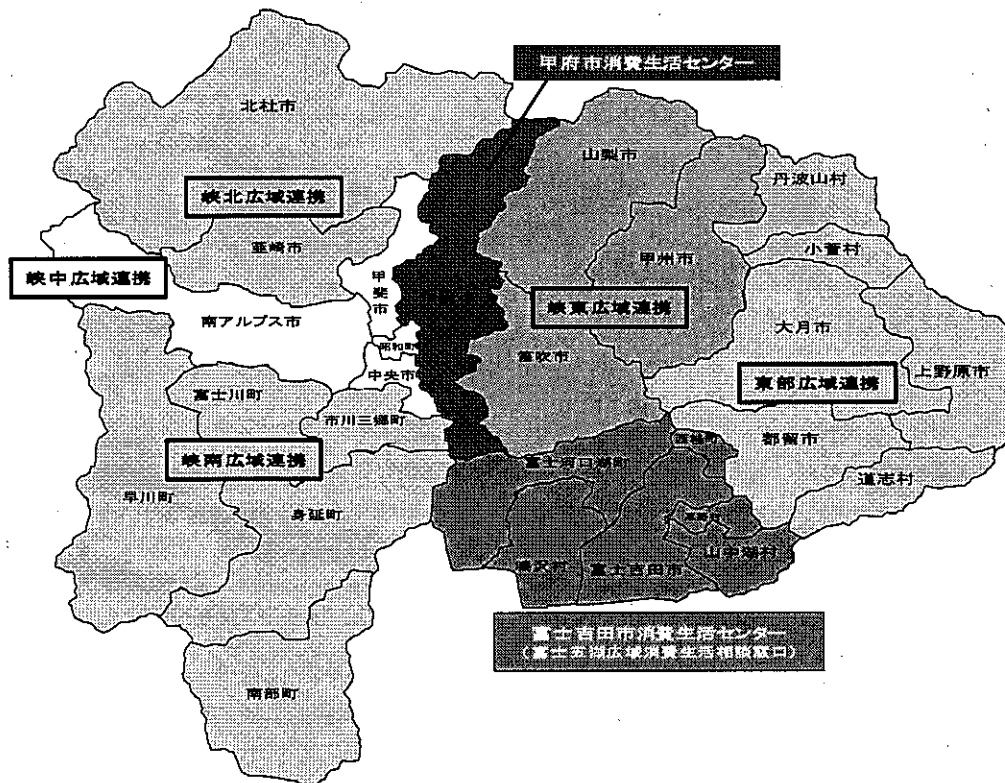 甲府市消費生活センター
北杜市
山梨市
丹波山村
峡北広域連携
韮崎市
小菅村
甲州市
峡中広域連携
甲斐市
峡東広域連携
南アルプス市
大月市
昭和町
笛吹市
中央市
上野原市
富士川町
東部広域連携
市川三郷町
都留市
西桂町
峡南広域連携
富士河口湖町
道志村
早川町
身延町
山中湖村
鳴沢村
富士吉田市
富士吉田市消費生活センター
(富士五湖広域消費生活相談窓口)
南部町